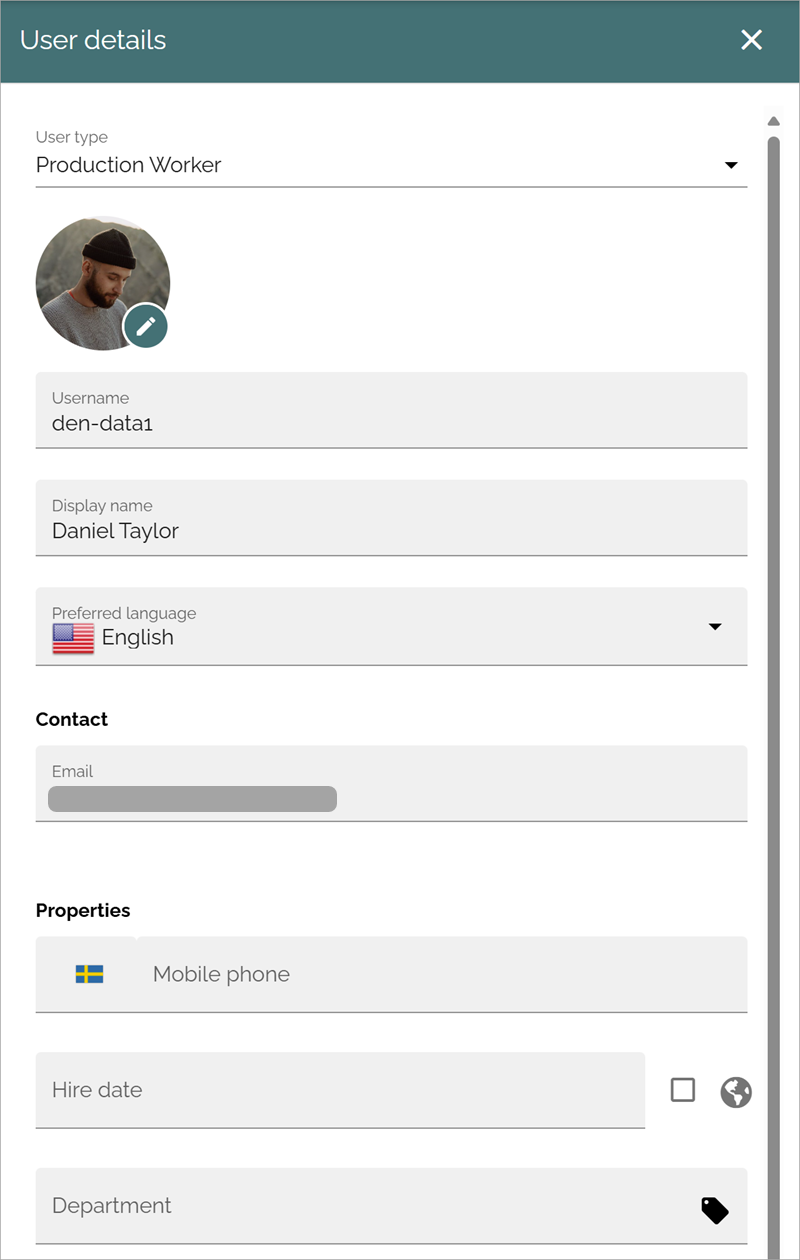 User details
User type
Production Worker
Username
den-data1
Display name
Daniel Taylor
Preferred language
English
Contact
Email
Properties
Mobile phone
Hire date
Department